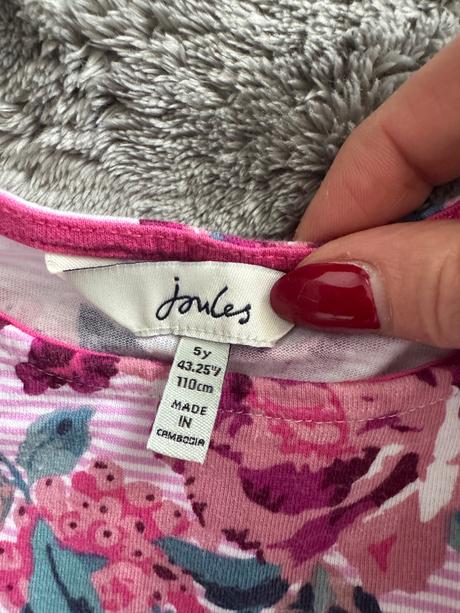 Joules
5y
43.25"/
110cm
MADE
IN
CAMBODIA